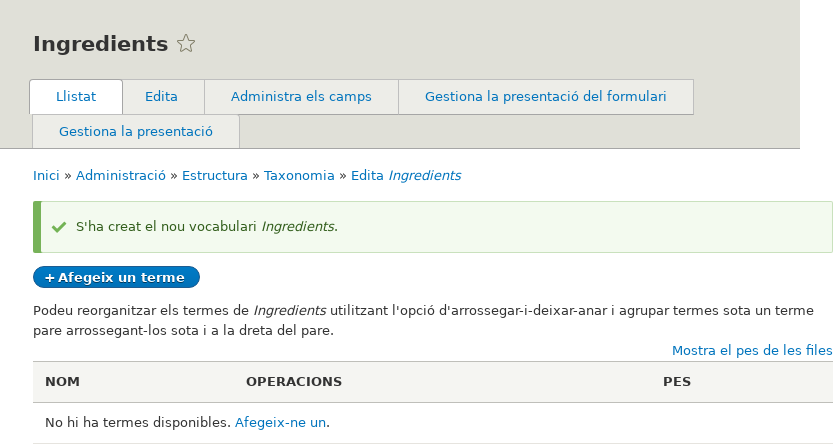 Ingredients
Llistat Edita Administra els camps Gestiona la presentació del formulari
Gestiona la presentació
Inici » Administració » Estructura » Taxonomia » Edita Ingredients
S'ha creat el nou vocabulari Ingredients.
+ Afegeix un terme
Podeu reorganitzar els termes de Ingredients utilitzant l'opció d'arrossegar-i-deixar-anar i agrupar termes sota un terme
pare arrossegant-los sota i a la dreta del pare.
Mostra el pes de les files
NOM OPERACIONS PES
No hi ha termes disponibles. Afegeix-ne un.